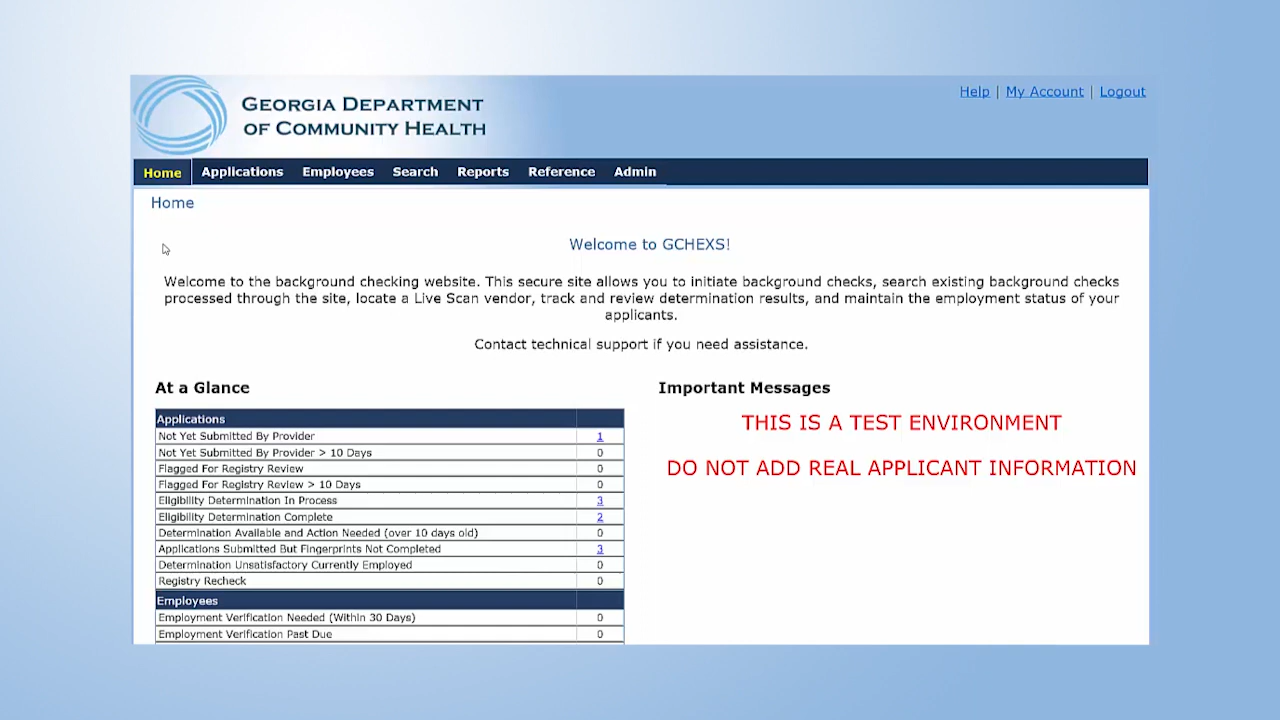 GEORGIA DEPARTMENT
OF COMMUNITY HEALTH
Help | My Account | Logout
Home Applications Employees Search Reports Reference Admin
Home
Welcome to GCHEXS!
Welcome to the background checking website. This secure site allows you to initiate background checks, search existing background checks
processed through the site, locate a Live Scan vendor, track and review determination results, and maintain the employment status of your
applicants.
Contact technical support if you need assistance.
At a Glance
Applications
Not Yet Submitted By Provider 1
Not Yet Submitted By Provider > 10 Days 0
Flagged For Registry Review 0
Flagged For Registry Review > 10 Days 0
Eligibility Determination In Process 3
Eligibility Determination Complete 2
Determination Available and Action Needed (over 10 days old) 0
Applications Submitted But Fingerprints Not Completed 3
Determination Unsatisfactory Currently Employed 0
Registry Recheck 0
Employees
Employment Verification Needed (Within 30 Days) 0
Employment Verification Past Due 0
Important Messages
THIS IS A TEST ENVIRONMENT
DO NOT ADD REAL APPLICANT INFORMATION